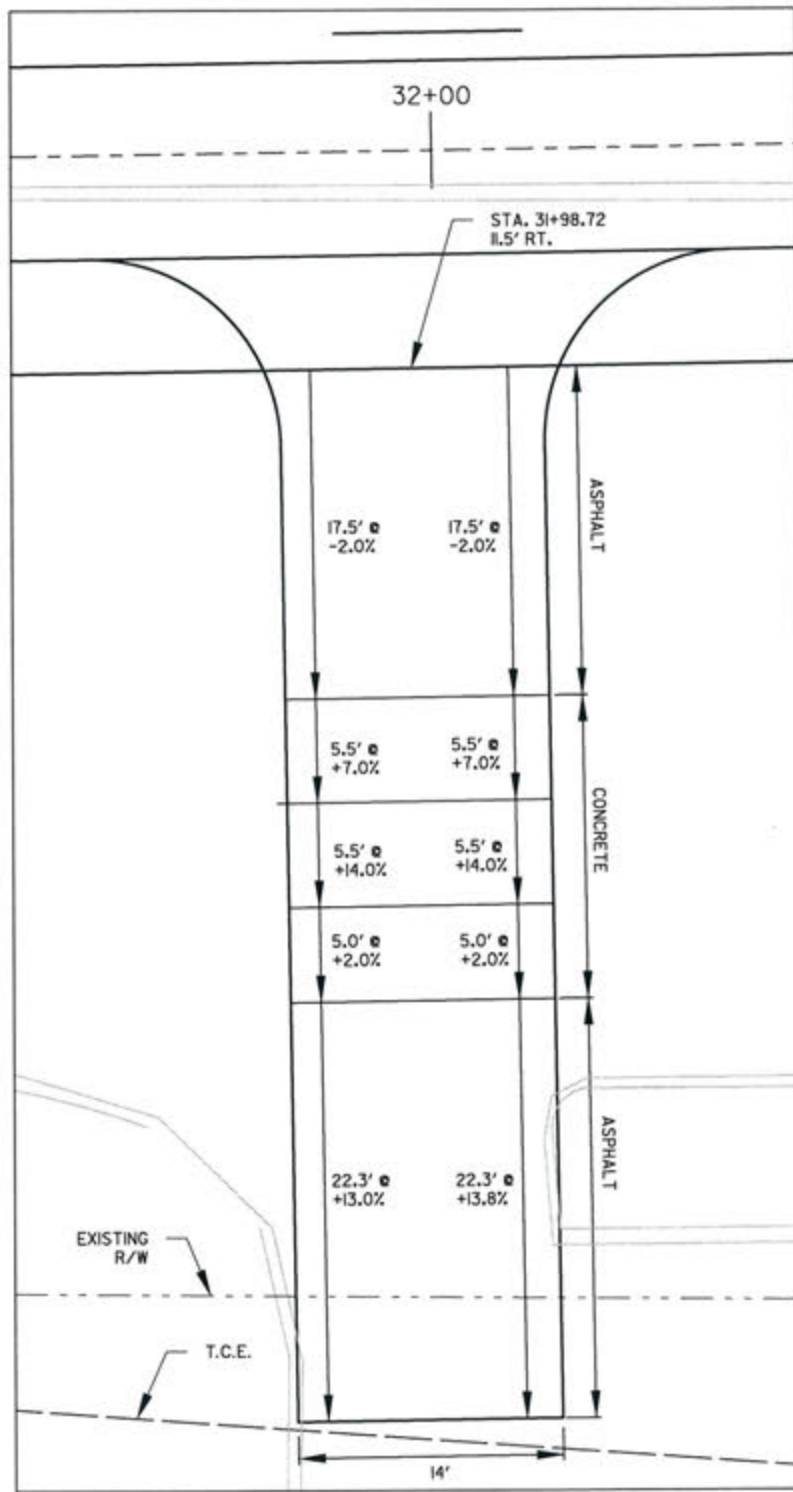 32+00
STA. 31+98.72
11.5' RT.
17.5' @
-2.0%
17.5' @
-2.0%
ASPHALT
5.5' @
+7.0%
5.5' @
+7.0%
5.5' @
+14.0%
5.5' @
+14.0%
CONCRETE
5.0' @
+2.0%
5.0' @
+2.0%
22.3' @
+13.0%
22.3' @
+13.8%
ASPHALT
EXISTING
R/W
T.C.E.
14'